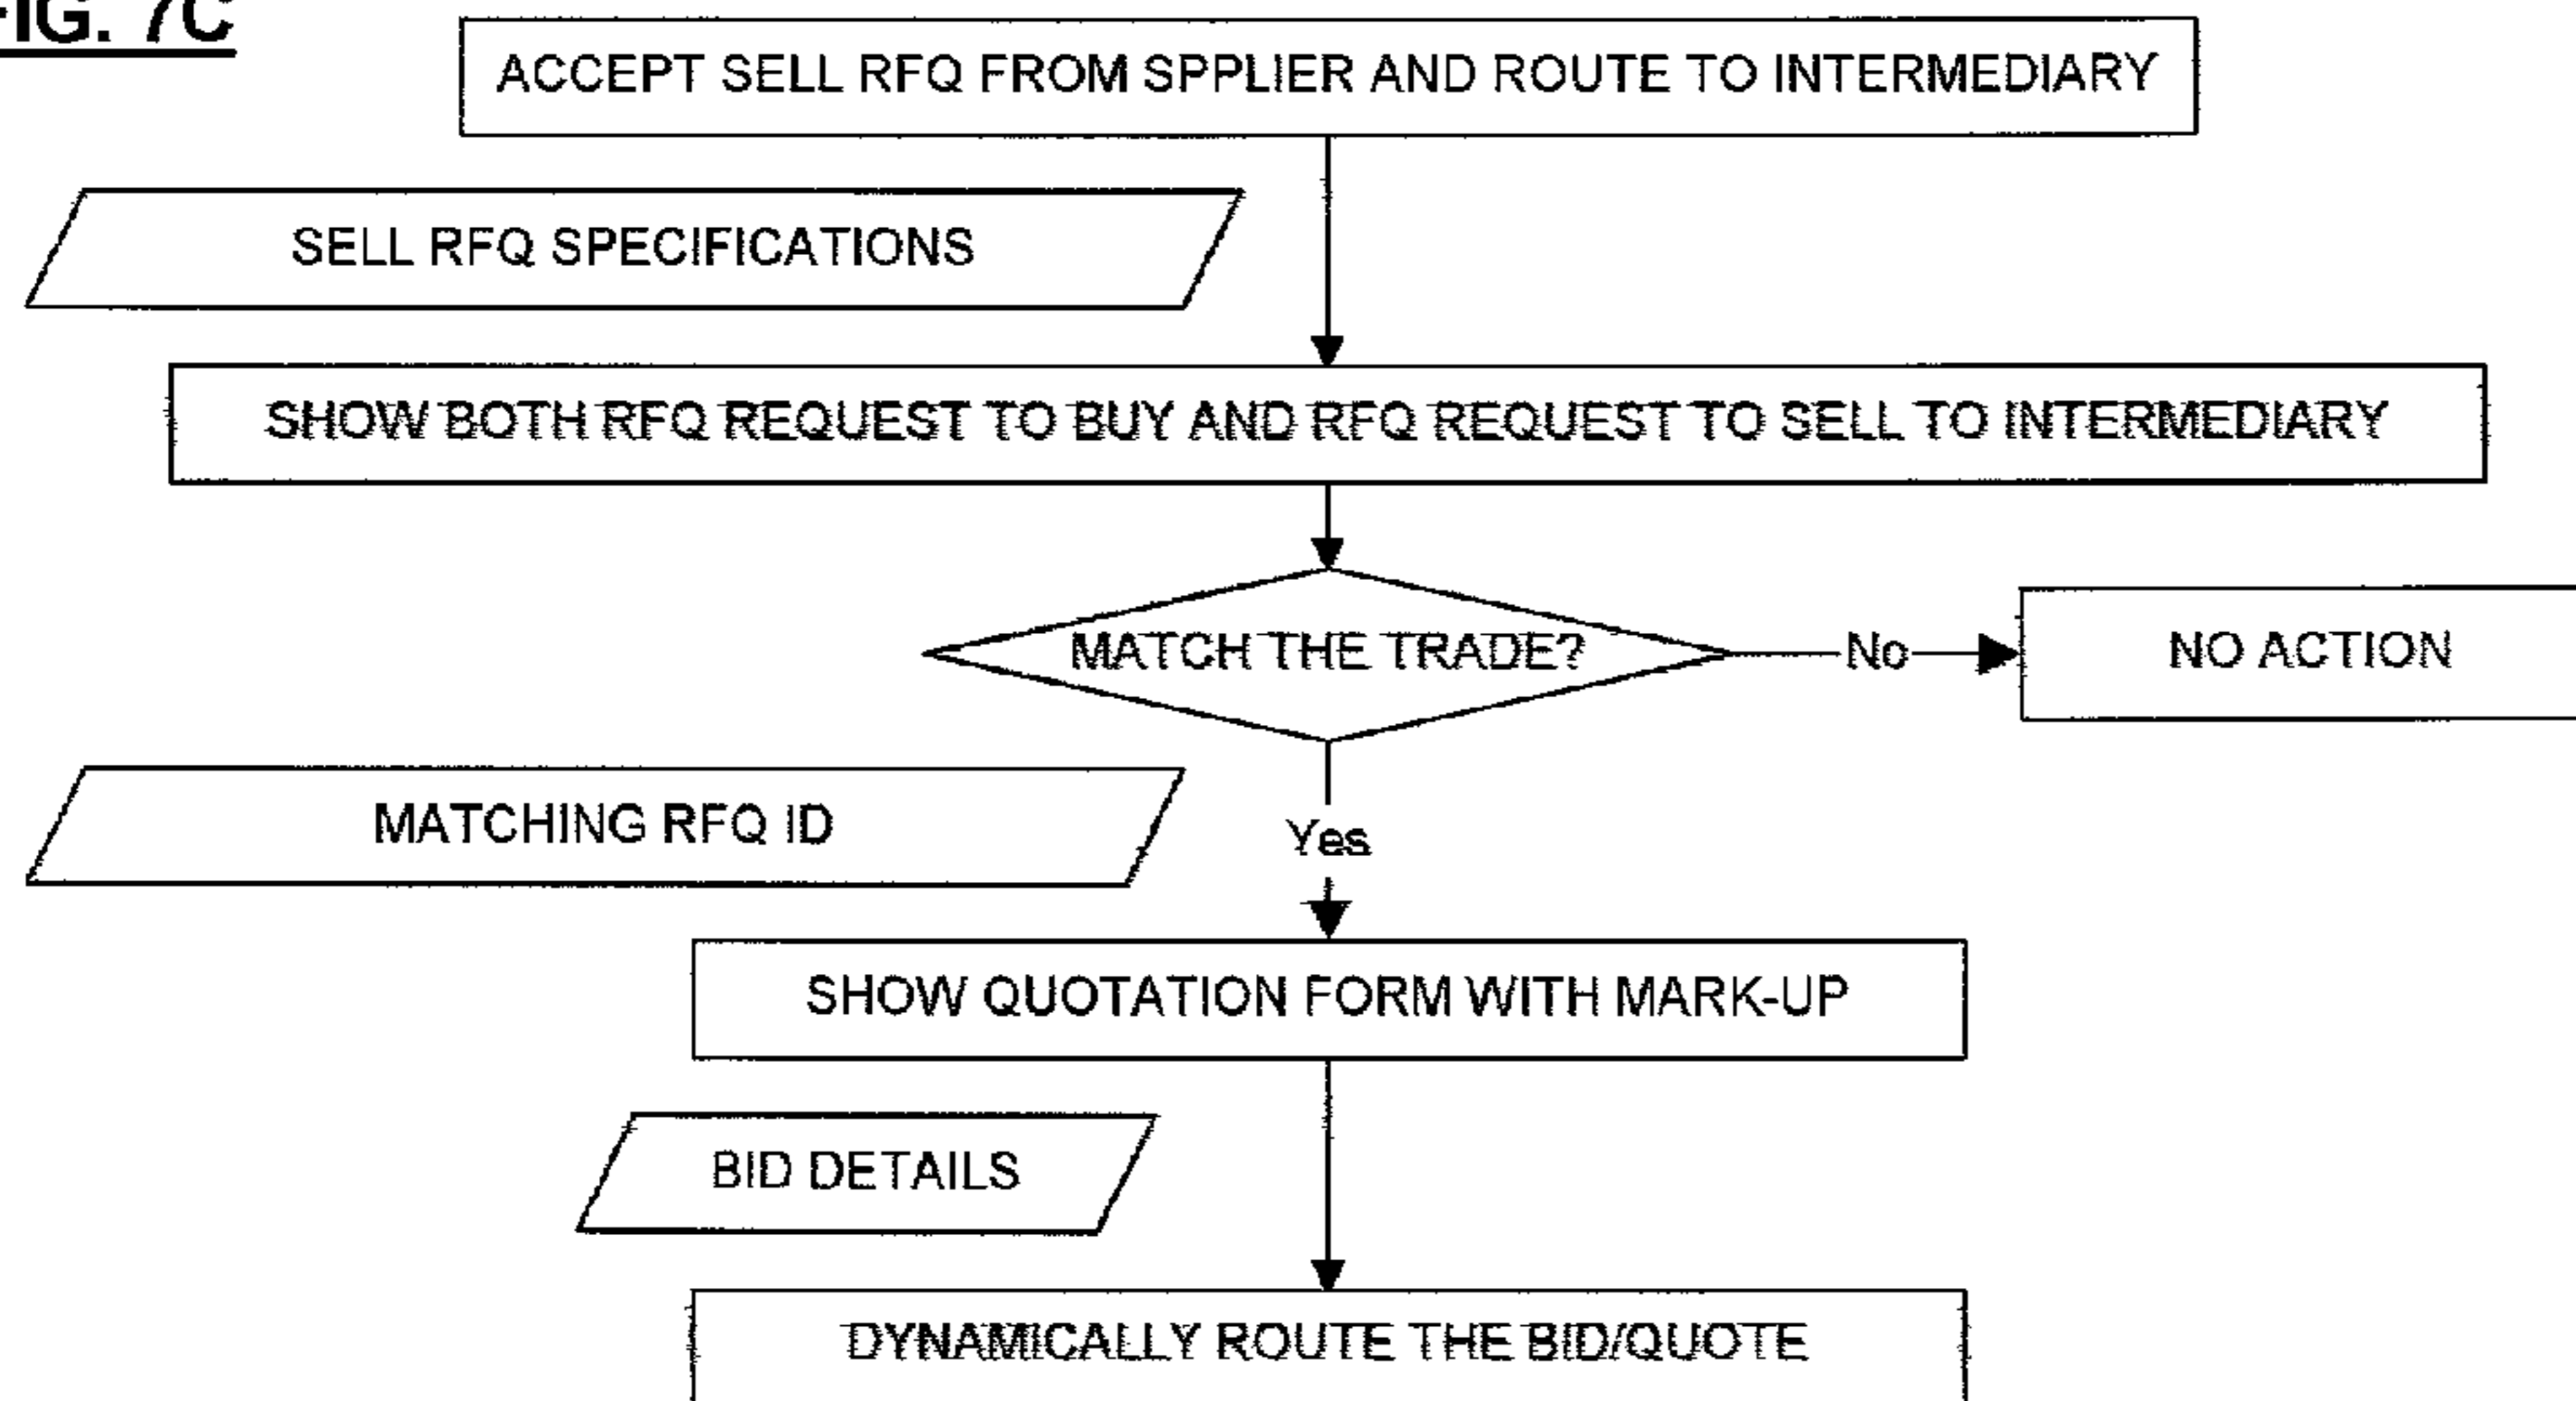 FIG. 7C
ACCEPT SELL RFQ FROM SPPLIER AND ROUTE TO INTERMEDIARY
SELL RFQ SPECIFICATIONS
SHOW BOTH RFQ REQUEST TO BUY AND RFQ REQUEST TO SELL TO INTERMEDIARY
MATCH THE TRADE?
No
NO ACTION
MATCHING RFQ ID
Yes
SHOW QUOTATION FORM WITH MARK-UP
BID DETAILS
DYNAMICALLY ROUTE THE BID/QUOTE